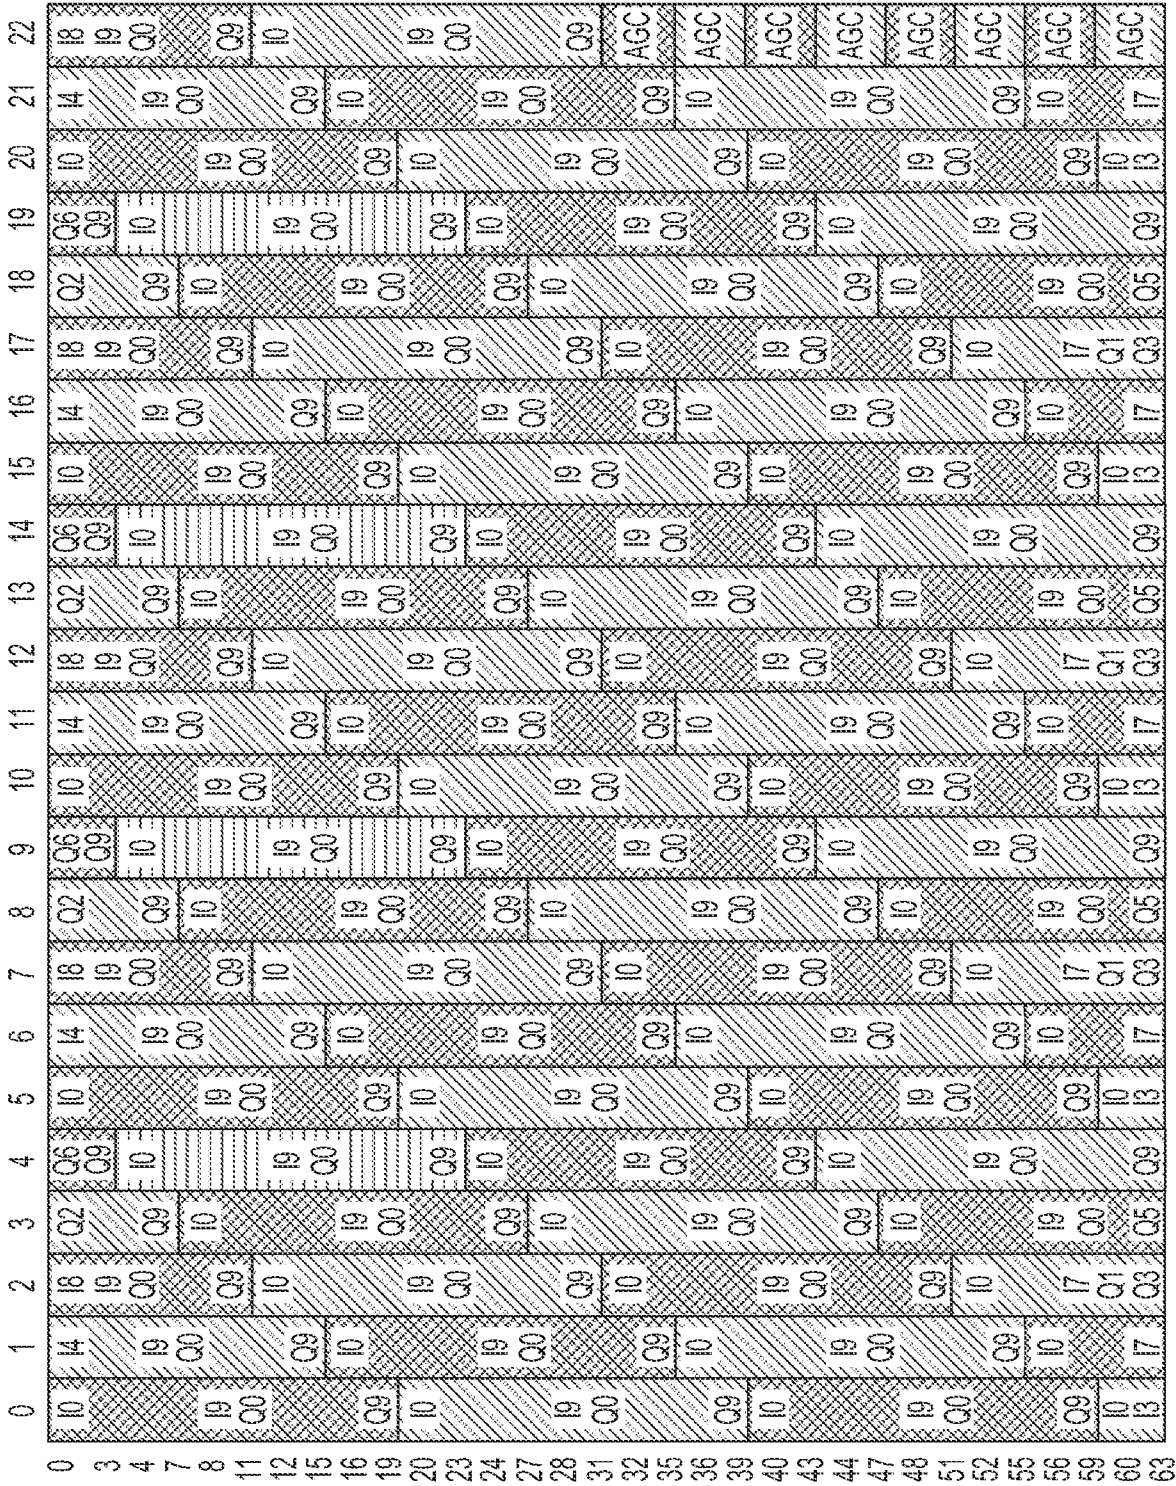 0 1 2 3 4 5 6 7 8 9 10 11 12 13 14 15 16 17 18 19 20 21 22
0 I0 I4 I8 Q2 Q6 I0 I4 I8 Q2 Q6 I0 I4 I8 Q2 Q6 I0 I4 I8 Q2 Q6 I0 I4 I8
3 I9 Q9 I9 Q9 I9 Q9 I9 Q9 I9
4 I9 Q0 Q9 I0 I9 Q0 Q9 I0 I9 Q0 Q9 I0 I9 Q0 Q9 I0 I9 Q0
7 Q0 Q0 Q0 Q0 Q0
8 I9 I0 I9 I0 I9 I0 I9 I0 I9
11 Q0 Q9 Q0 Q9 Q0 Q9 Q0 Q9 Q0 Q9
12 I0 I9 I0 I9 I0 I9 I0 I9 I0
15 Q9 Q0 Q9 Q0 Q9 Q0 Q9 Q0 Q9
16 I0 I9 I0 I9 I0 I9 I0 I9 I0
19 Q9 Q0 Q9 Q0 Q9 Q0 Q9 Q0 Q9
20 I0 I9 I0 I9 I0 I9 I0 I9 I0 I9
23 Q0 Q9 Q0 Q9 Q0 Q9 Q0 Q9 Q0
24 I9 I0 I9 I0 I9 I0 I9 I0 I9
27 Q0 Q9 Q0 Q9 Q0 Q9 Q0 Q9 Q0
28 I9 I0 I9 I0 I9 I0 I9 I0 I9
31 Q0 Q9 Q0 Q9 Q0 Q9 Q0 Q9 Q0 Q9
32 I0 I9 I0 I9 I0 I9 I0 I9 AGC
35 Q9 Q0 Q9 Q0 Q9 Q0 Q9 Q0 Q9
36 I0 I9 I0 I9 I0 I9 I0 I9 I0 AGC
39 Q9 Q0 Q9 Q0 Q9 Q0 Q9 Q0 Q9
40 I0 I9 I0 I9 I0 I9 I0 I9 I0 AGC
43 Q0 Q9 Q0 Q9 Q0 Q9 Q0 Q9
44 I9 I0 I9 I0 I9 I0 I9 I0 I9 AGC
47 Q0 Q9 Q0 Q9 Q0 Q9 Q0 Q9 Q0
48 I9 I0 I9 I0 I9 I0 I9 I0 I9 AGC
51 Q0 Q9 Q0 Q9 Q0 Q9 Q0 Q9 Q0
52 I0 I9 I0 I9 I0 I9 I0 I9 AGC
55 Q9 Q0 Q9 Q0 Q9 Q0 Q9 Q0 Q9
56 I0 I7 I9 I0 I7 I9 I0 I7 I9 I0 I7 I9 I0 AGC
59 Q9 Q1 Q0 Q9 Q1 Q0 Q9 Q1 Q0 Q9 Q1 Q0 Q9
60 I0 I0 I0 I0 I0 AGC
63 I3 I7 Q3 Q5 Q9 I3 I7 Q3 Q5 Q9 I3 I7 Q3 Q5 Q9 I3 I7 Q3 Q5 Q9 I3 I7